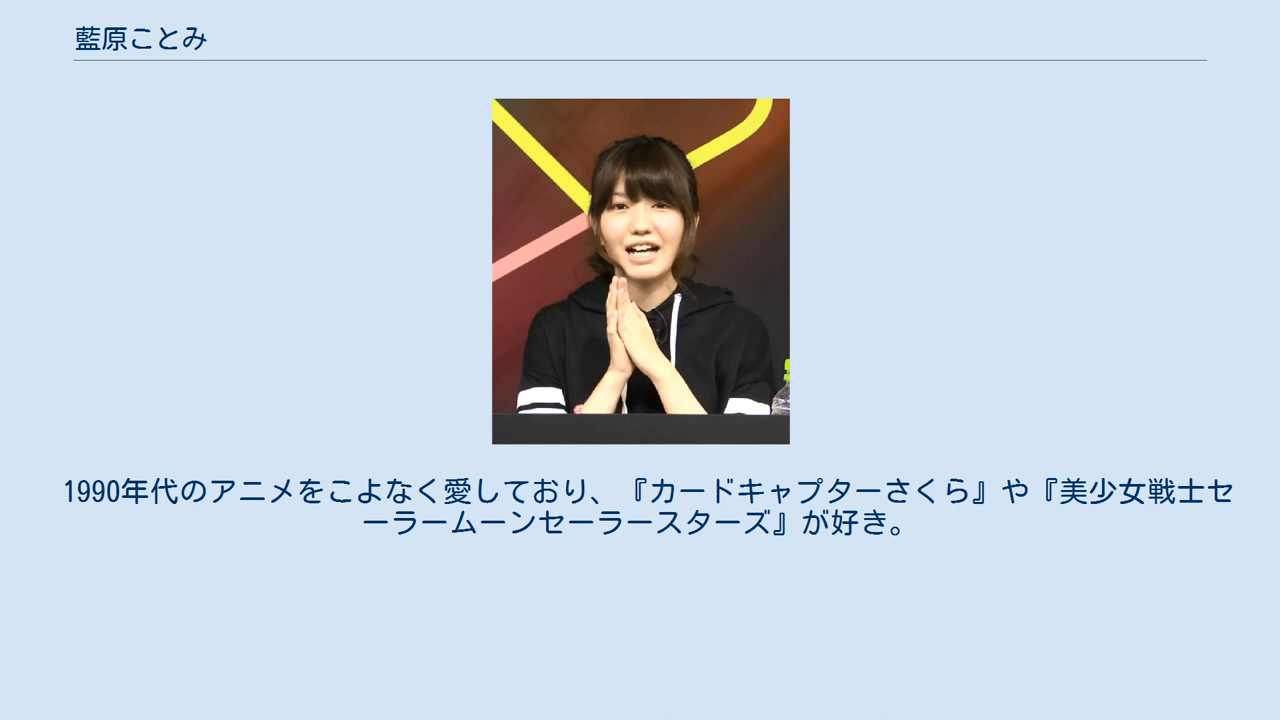 藍原ことみ
1990年代のアニメをこよなく愛しており、『カードキャプターさくら』や『美少女戦士セ
ーラームーンセーラースターズ』が好き。